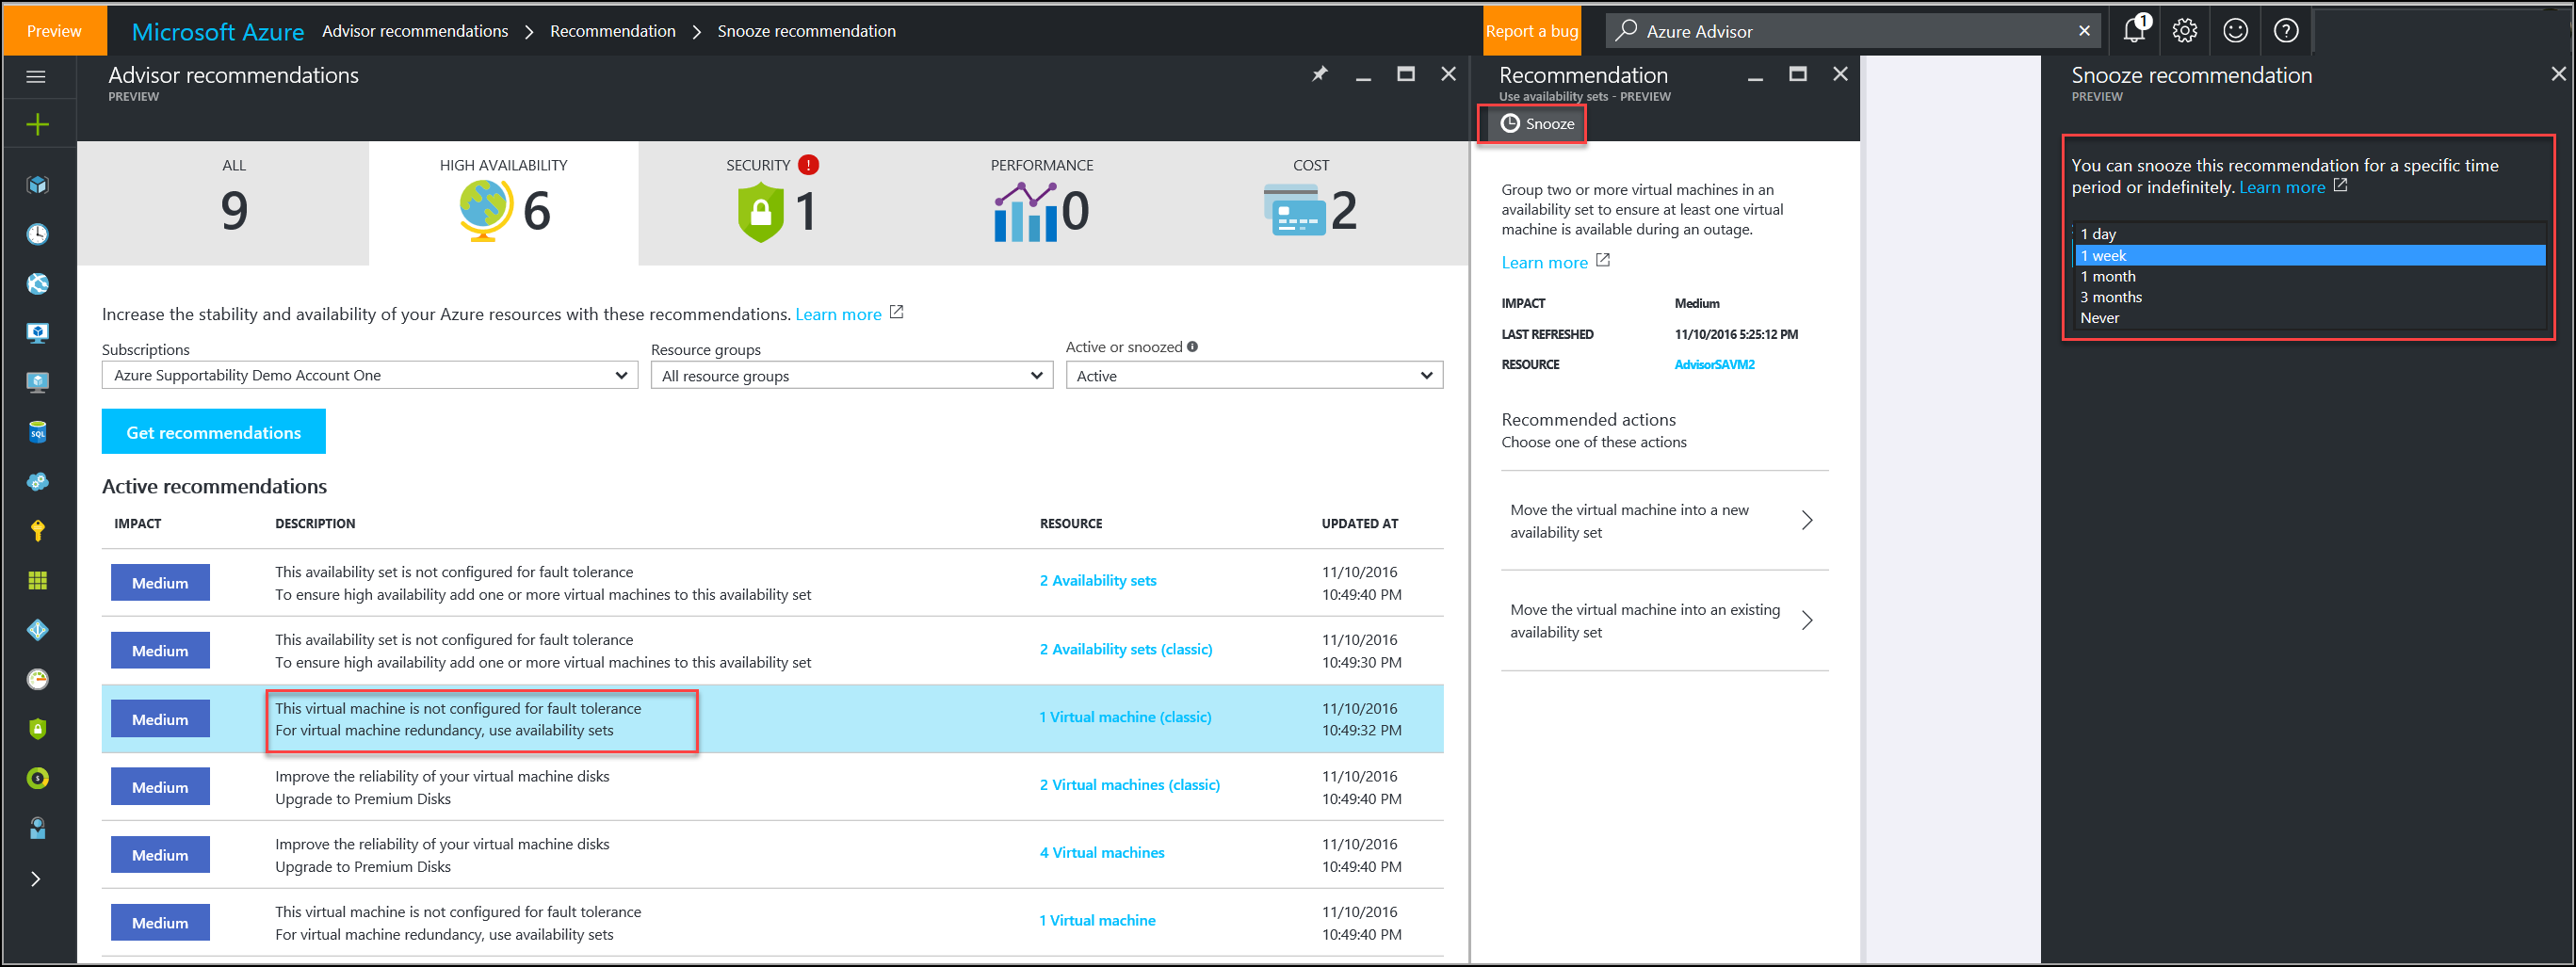 Preview
Microsoft Azure Advisor recommendations Recommendation Snooze recommendation
Report a bug
Azure Advisor
1
Advisor recommendations
PREVIEW
ALL
9
HIGH AVAILABILITY
6
SECURITY
1
PERFORMANCE
0
COST
2
Increase the stability and availability of your Azure resources with these recommendations. Learn more
Subscriptions
Azure Supportability Demo Account One
Resource groups
All resource groups
Active or snoozed
Active
Get recommendations
Active recommendations
IMPACT DESCRIPTION RESOURCE UPDATED AT
Medium
This availability set is not configured for fault tolerance
To ensure high availability add one or more virtual machines to this availability set
2 Availability sets
11/10/2016
10:49:40 PM
Medium
This availability set is not configured for fault tolerance
To ensure high availability add one or more virtual machines to this availability set
2 Availability sets (classic)
11/10/2016
10:49:30 PM
Medium
This virtual machine is not configured for fault tolerance
For virtual machine redundancy, use availability sets
1 Virtual machine (classic)
11/10/2016
10:49:32 PM
Medium
Improve the reliability of your virtual machine disks
Upgrade to Premium Disks
2 Virtual machines (classic)
11/10/2016
10:49:40 PM
Medium
Improve the reliability of your virtual machine disks
Upgrade to Premium Disks
4 Virtual machines
11/10/2016
10:49:40 PM
Medium
This virtual machine is not configured for fault tolerance
For virtual machine redundancy, use availability sets
1 Virtual machine
11/10/2016
10:49:40 PM
Recommendation
Use availability sets - PREVIEW
Snooze
Group two or more virtual machines in an
availability set to ensure at least one virtual
machine is available during an outage.
Learn more
IMPACT Medium
LAST REFRESHED 11/10/2016 5:25:12 PM
RESOURCE AdvisorSAVM2
Recommended actions
Choose one of these actions
Move the virtual machine into a new
availability set
Move the virtual machine into an existing
availability set
Snooze recommendation
PREVIEW
You can snooze this recommendation for a specific time
period or indefinitely. Learn more
1 day
1 week
1 month
3 months
Never
SQL